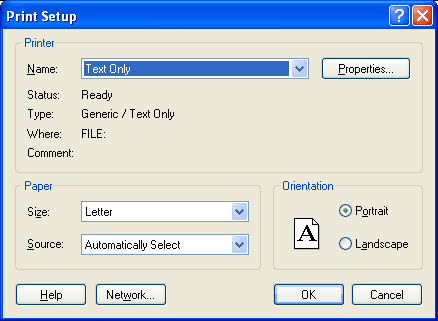 Print Setup
Printer
Name: Text Only Properties...
Status: Ready
Type: Generic / Text Only
Where: FILE:
Comment:
Paper
Size: Letter
Source: Automatically Select
Orientation
A
Portrait
Landscape
Help Network... OK Cancel